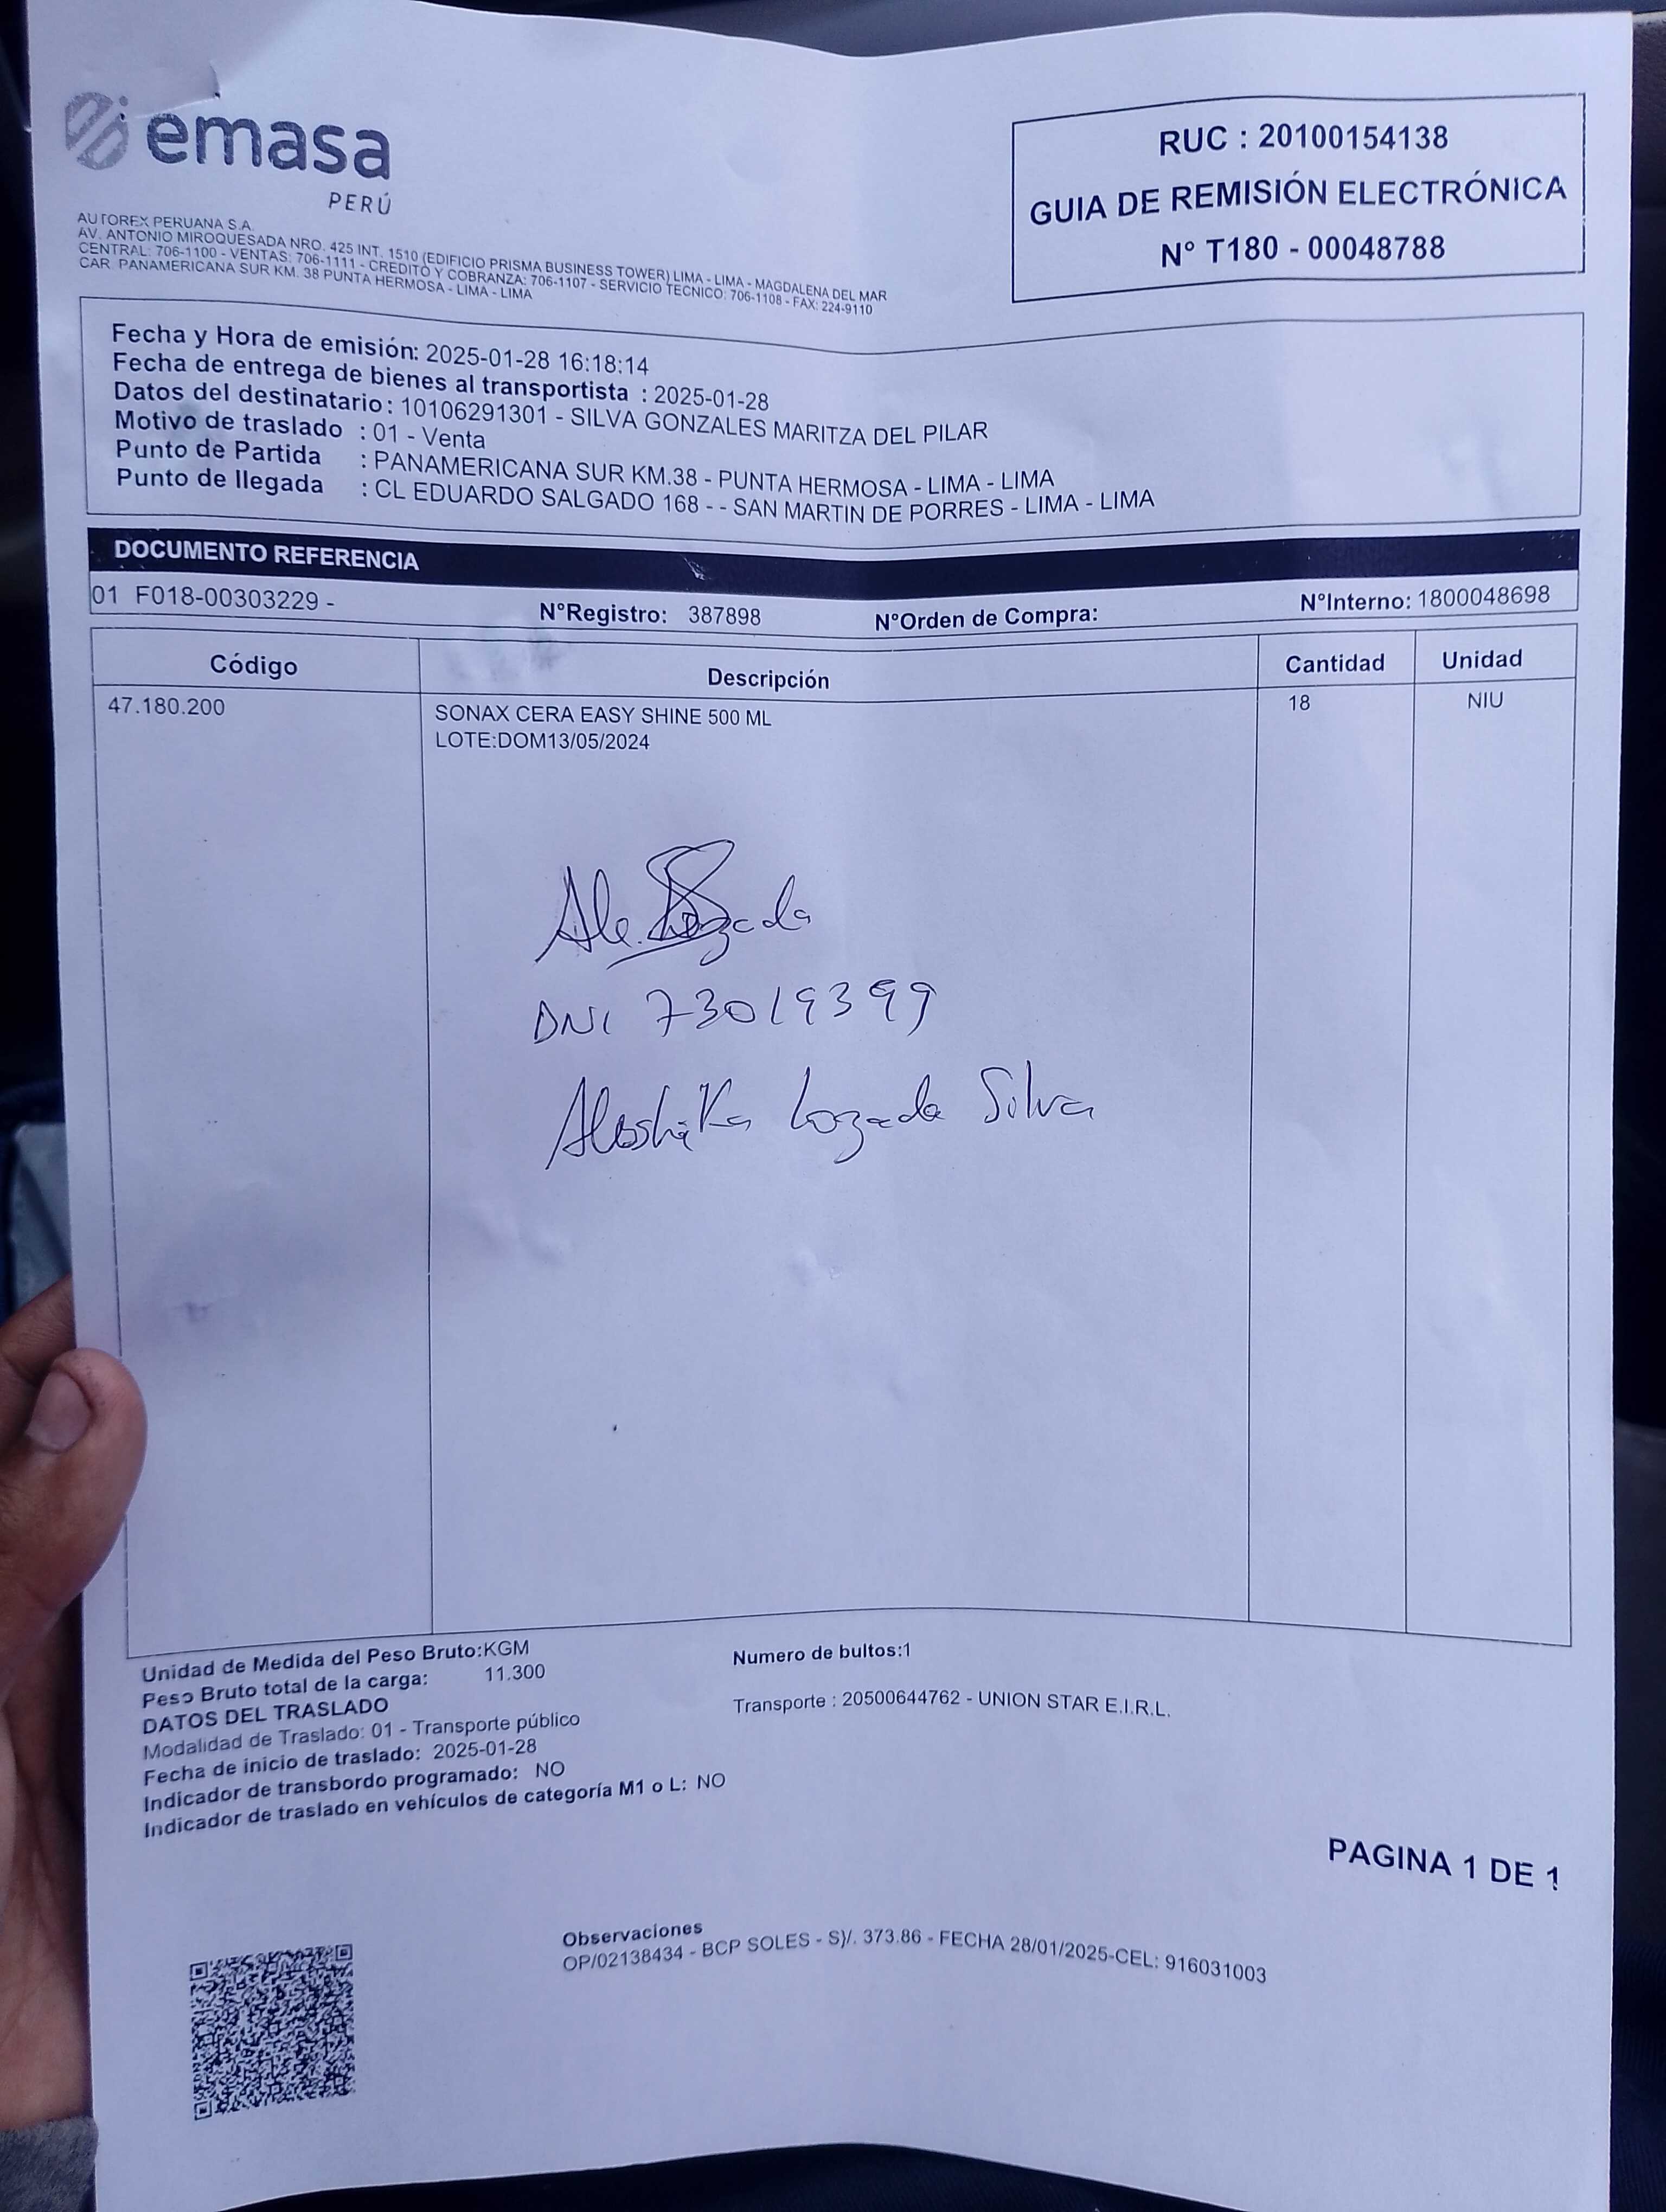 emasa
PERÚ
AUTOREX PERUANA S.A.
AV. ANTONIO MIROQUESADA NRO. 425 INT. 1510 (EDIFICIO PRISMA BUSINESS TOWER) LIMA - LIMA - MAGDALENA DEL MAR
CENTRAL: 706-1100 - VENTAS: 706-1111 - CREDITO Y COBRANZA: 706-1107 - SERVICIO TECNICO: 706-1108 - FAX: 224-9110
CAR. PANAMERICANA SUR KM. 38 PUNTA HERMOSA - LIMA - LIMA
RUC : 20100154138
GUIA DE REMISIÓN ELECTRÓNICA
N° T180 - 00048788
Fecha y Hora de emisión: 2025-01-28 16:18:14
Fecha de entrega de bienes al transportista : 2025-01-28
Datos del destinatario: 10106291301 - SILVA GONZALES MARITZA DEL PILAR
Motivo de traslado : 01 - Venta
Punto de Partida : PANAMERICANA SUR KM.38 - PUNTA HERMOSA - LIMA - LIMA
Punto de llegada : CL EDUARDO SALGADO 168 - - SAN MARTIN DE PORRES - LIMA - LIMA
DOCUMENTO REFERENCIA
01 F018-00303229 - N°Registro: 387898 N°Orden de Compra: N°Interno: 1800048698
Código Descripción Cantidad Unidad
47.180.200 SONAX CERA EASY SHINE 500 ML 18 NIU
LOTE:DOM13/05/2024
Ale. Lozada
DNI 73019399
Aleshka Lozada Silva
Unidad de Medida del Peso Bruto:KGM Numero de bultos:1
Peso Bruto total de la carga: 11.300
DATOS DEL TRASLADO Transporte : 20500644762 - UNION STAR E.I.R.L.
Modalidad de Traslado: 01 - Transporte público
Fecha de inicio de traslado: 2025-01-28
Indicador de transbordo programado: NO
Indicador de traslado en vehículos de categoría M1 o L: NO
PAGINA 1 DE 1
Observaciones
OP/02138434 - BCP SOLES - S)/. 373.86 - FECHA 28/01/2025-CEL: 916031003